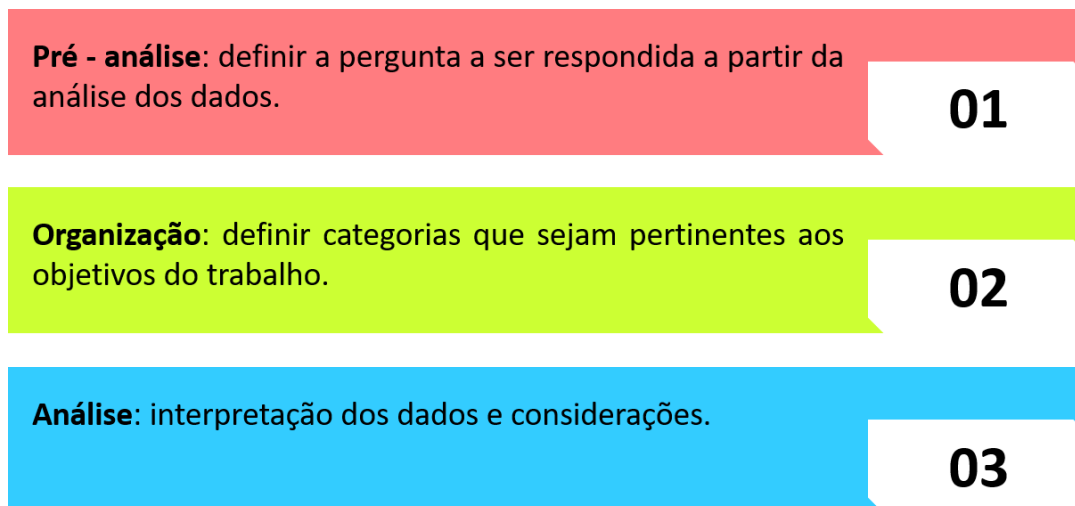 Pré - análise: definir a pergunta a ser respondida a partir da
análise dos dados.
01
Organização: definir categorias que sejam pertinentes aos
objetivos do trabalho.
02
Análise: interpretação dos dados e considerações.
03